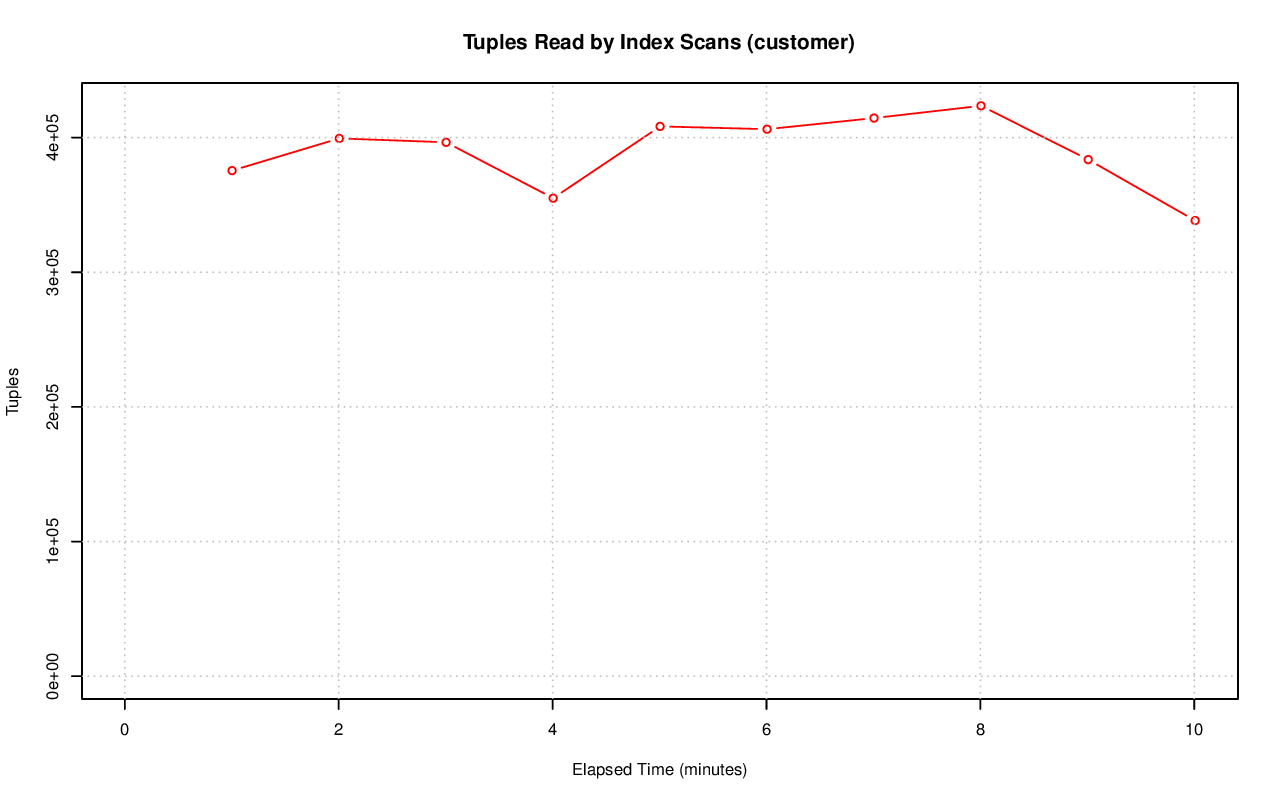 Tuples Read by Index Scans (customer)
4e+05
3e+05
2e+05
1e+05
0e+00
Tuples
0 2 4 6 8 10
Elapsed Time (minutes)